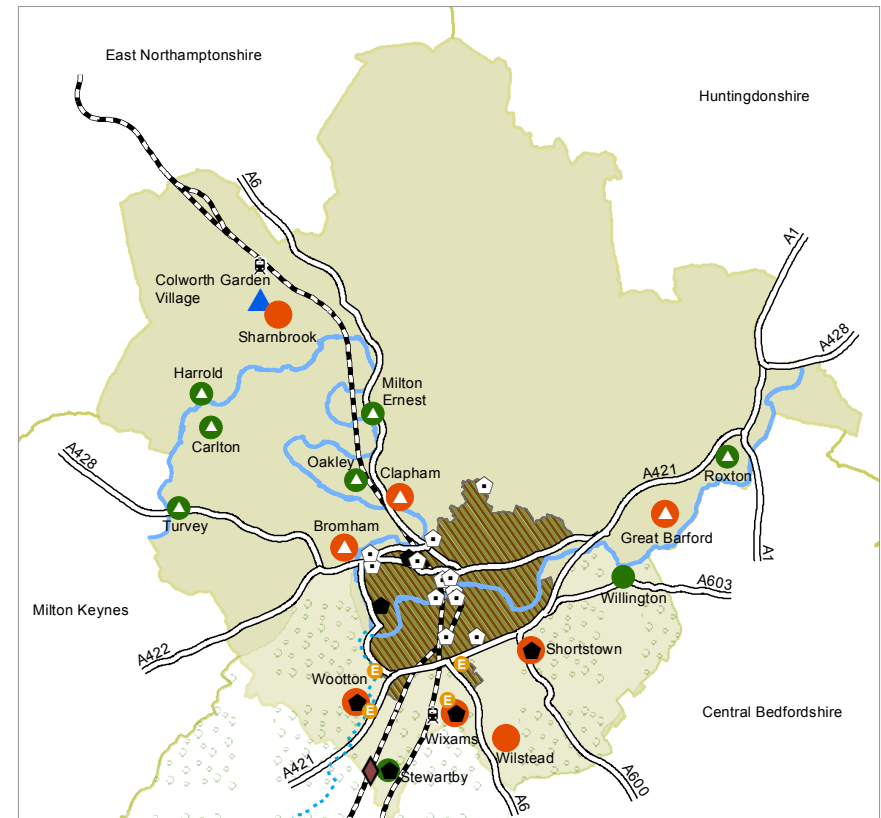 East Northamptonshire
Huntingdonshire
A6
A1
Colworth Garden
Village
Sharnbrook
A428
Harrold
Milton
Ernest
Carlton
A428
Oakley
Clapham
A421
Roxton
Turvey
Bromham
Great Barford
A1
A603
Willington
Milton Keynes
A422
Shortstown
E
E
Wootton
E
E
Central Bedfordshire
Wixams
Wilstead
A421
Stewartby
A600
A6